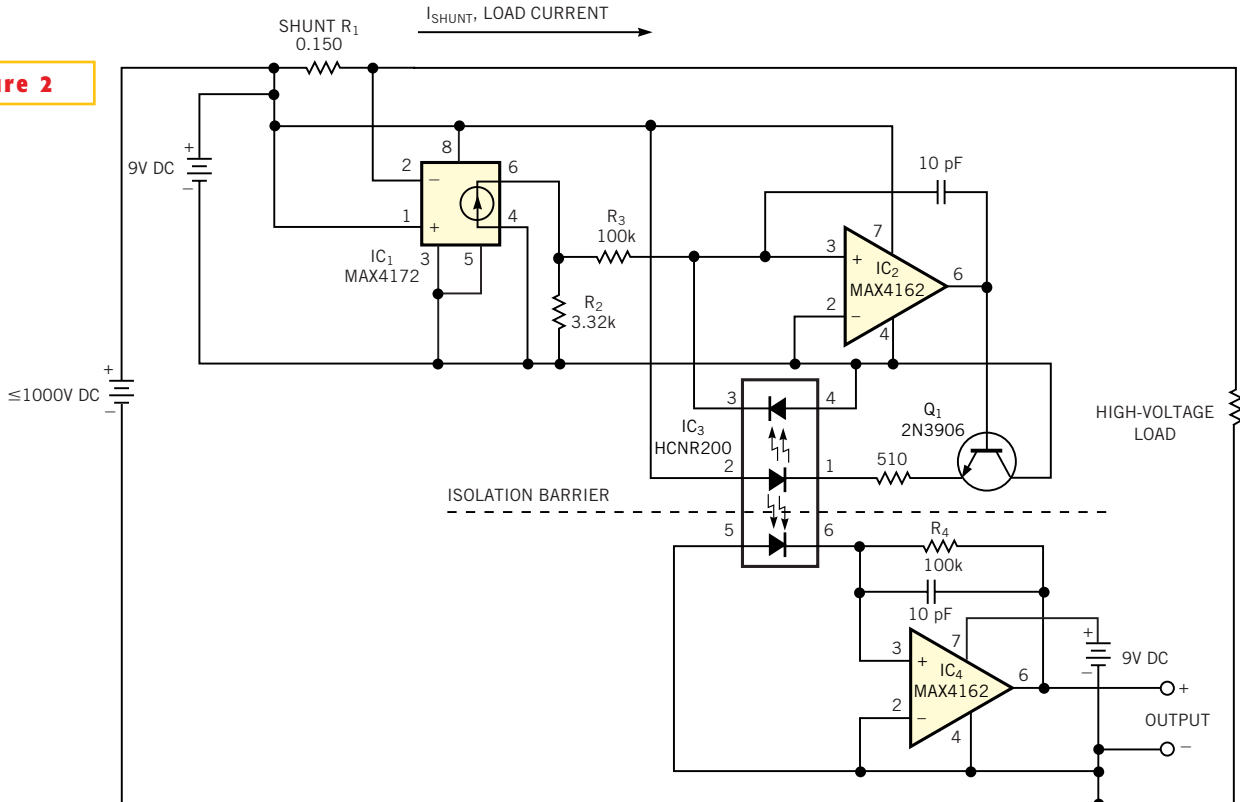 I_SHUNT, LOAD CURRENT
SHUNT R1
0.150
ure 2
8
10 pF
9V DC
+
−
2
−
6
1
+
4
R3
100k
7
3
+
IC2
MAX4162
6
IC1
MAX4172
3
5
R2
3.32k
2
−
4
+
≤1000V DC
−
3
4
IC3
HCNR200
Q1
2N3906
HIGH-VOLTAGE
LOAD
2
1
510
ISOLATION BARRIER
5
6
R4
100k
10 pF
7
+
9V DC
−
3
+
IC4
MAX4162
6
+
2
−
4
OUTPUT
−